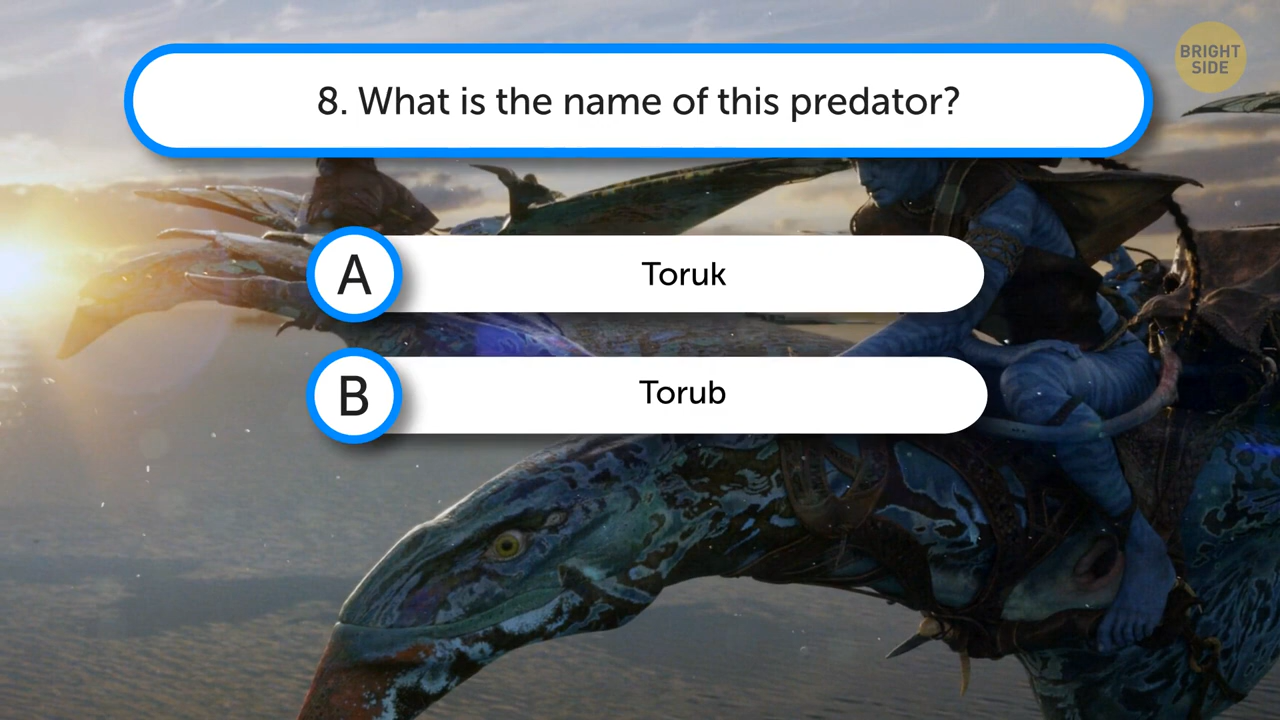 BRIGHT
SIDE
8. What is the name of this predator?
A
Toruk
B
Torub